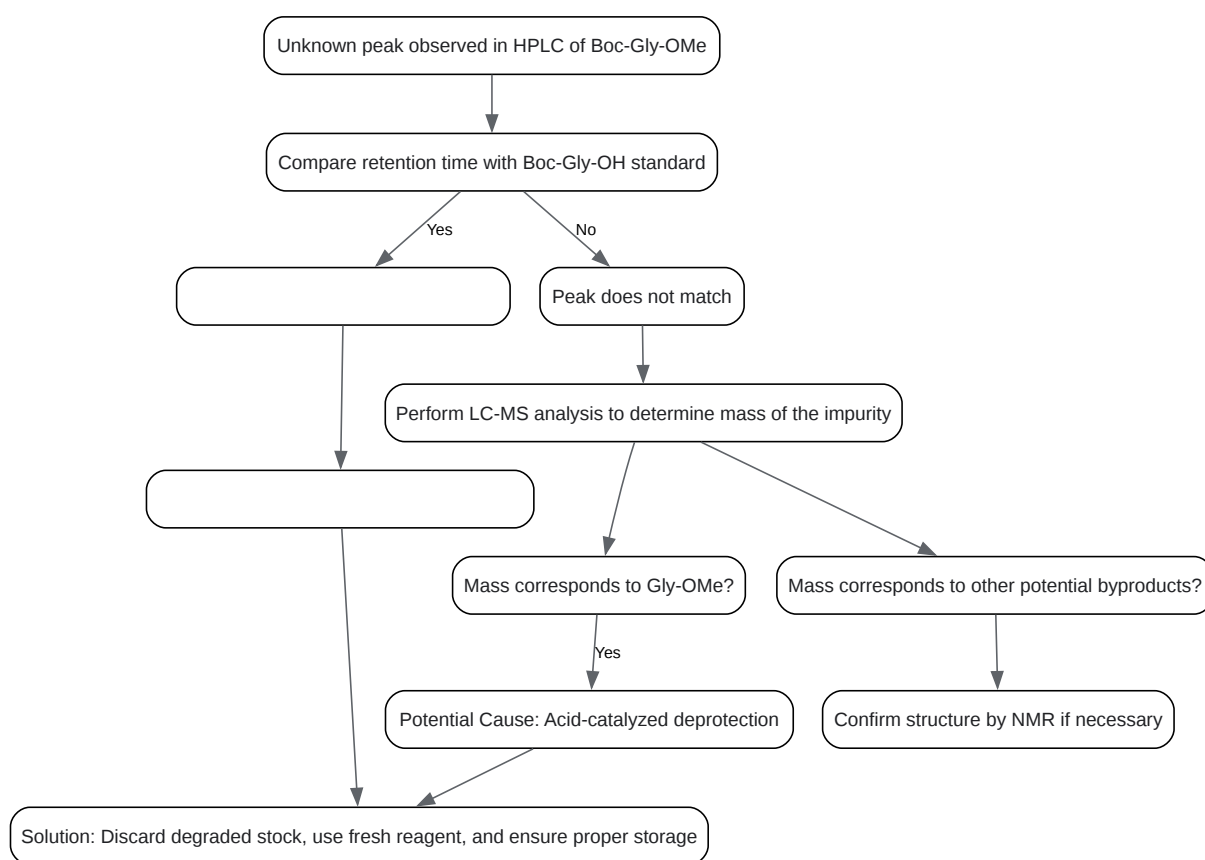 Unknown peak observed in HPLC of Boc-Gly-OMe
Compare retention time with Boc-Gly-OH standard
Yes
No
Peak does not match
Perform LC-MS analysis to determine mass of the impurity
Mass corresponds to Gly-OMe?
Mass corresponds to other potential byproducts?
Yes
Potential Cause: Acid-catalyzed deprotection
Confirm structure by NMR if necessary
Solution: Discard degraded stock, use fresh reagent, and ensure proper storage